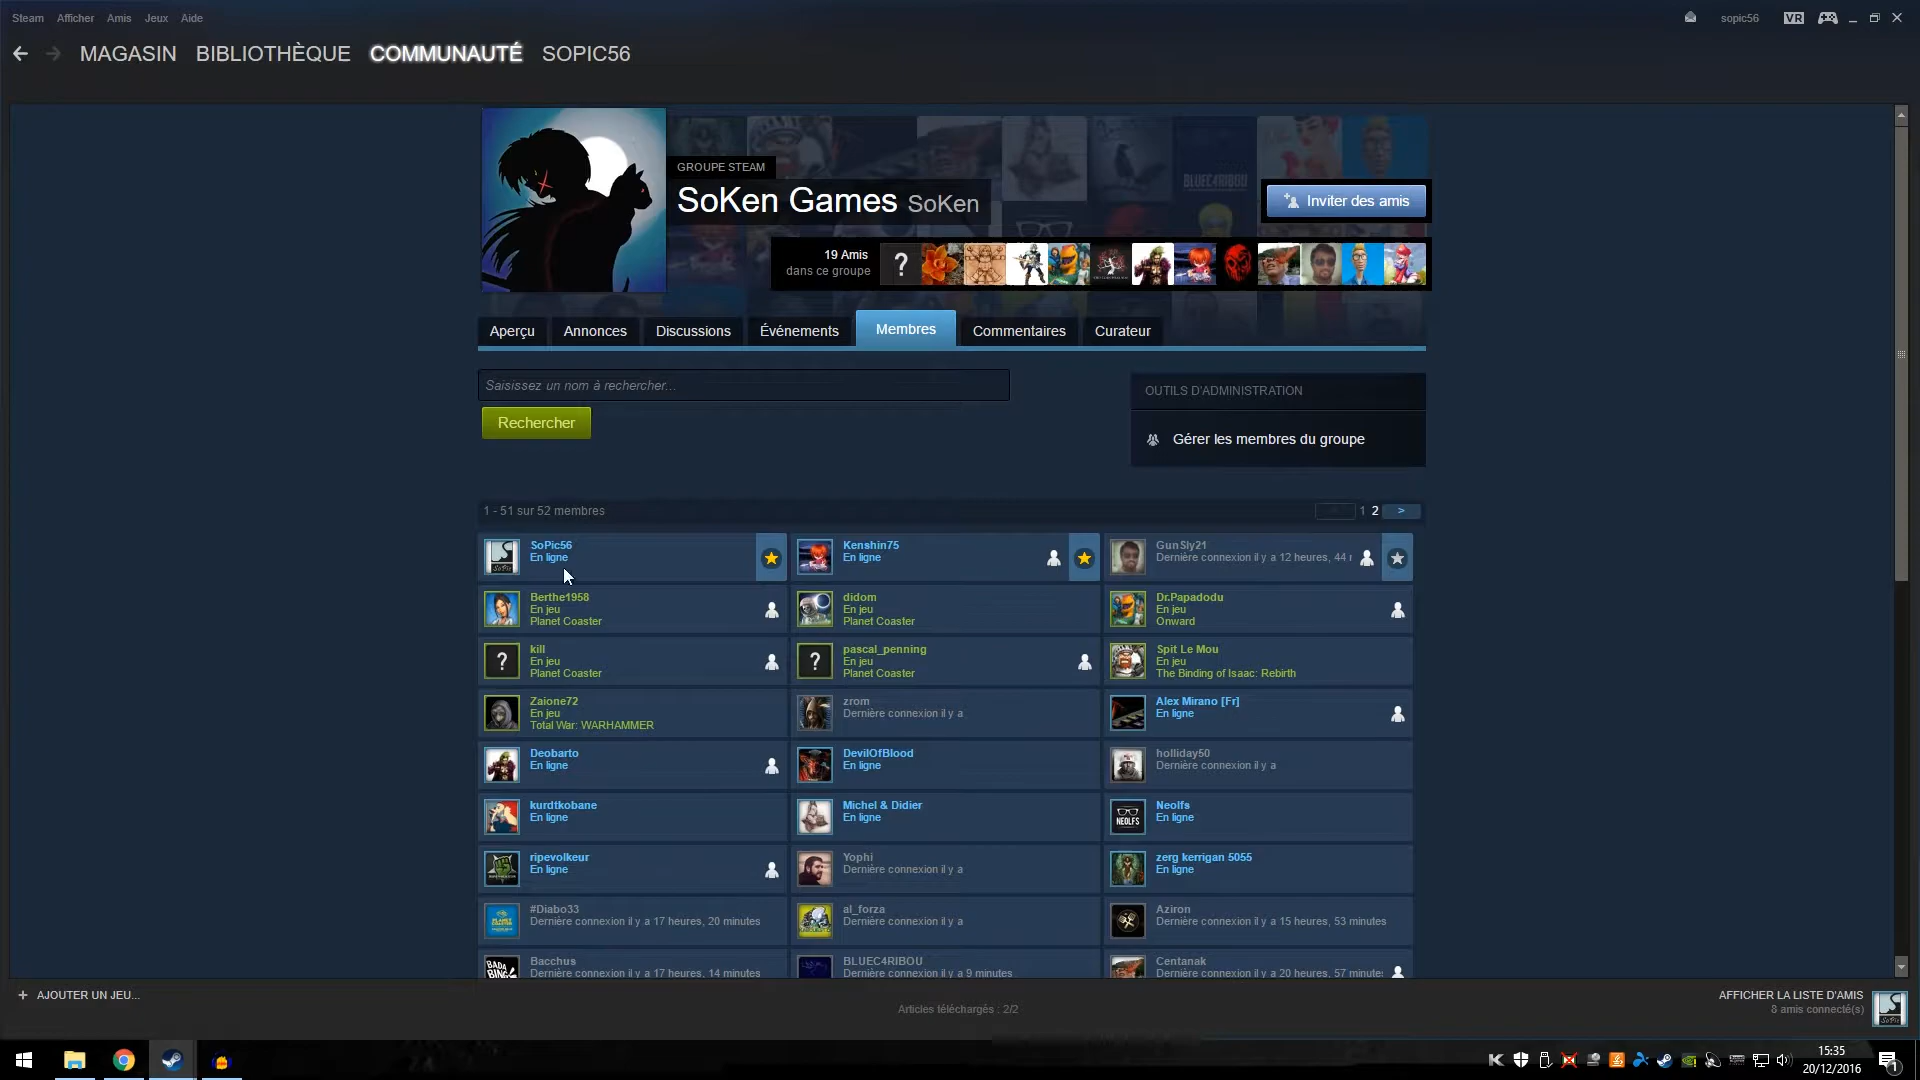 Steam Afficher Amis Jeux Aide
sopic56 VR
MAGASIN BIBLIOTHÈQUE COMMUNAUTÉ SOPIC56
GROUPE STEAM
SoKen Games SoKen
BLUEC4RIBOU
Inviter des amis
19 Amis
dans ce groupe
?
Aperçu Annonces Discussions Événements Membres Commentaires Curateur
Saisissez un nom à rechercher...
Rechercher
OUTILS D'ADMINISTRATION
Gérer les membres du groupe
1 - 51 sur 52 membres
1 2 >
SoPic56
En ligne
Kenshin75
En ligne
GunSly21
Dernière connexion il y a 12 heures, 44 r
Berthe1958
En jeu
Planet Coaster
didom
En jeu
Planet Coaster
Dr.Papadodu
En jeu
Onward
?
kill
En jeu
Planet Coaster
?
pascal_penning
En jeu
Planet Coaster
Spit Le Mou
En jeu
The Binding of Isaac: Rebirth
Zaione72
En jeu
Total War: WARHAMMER
zrom
Dernière connexion il y a
Alex Mirano [Fr]
En ligne
Deobarto
En ligne
DevilOfBlood
En ligne
holliday50
Dernière connexion il y a
kurdtkobane
En ligne
Michel & Didier
En ligne
NEOLFS
Neolfs
En ligne
ripevolkeur
En ligne
Yophi
Dernière connexion il y a
zerg kerrigan 5055
En ligne
#Diabo33
Dernière connexion il y a 17 heures, 20 minutes
al_forza
Dernière connexion il y a
Aziron
Dernière connexion il y a 15 heures, 53 minutes
BADA BING
Bacchus
Dernière connexion il y a 17 heures, 14 minutes
BLUEC4RIBOU
Dernière connexion il y a 9 minutes
Centanak
Dernière connexion il y a 20 heures, 57 minutes
+ AJOUTER UN JEU...
Articles téléchargés : 2/2
AFFICHER LA LISTE D'AMIS
8 amis connecté(s)
SoPic
15:35
20/12/2016
1